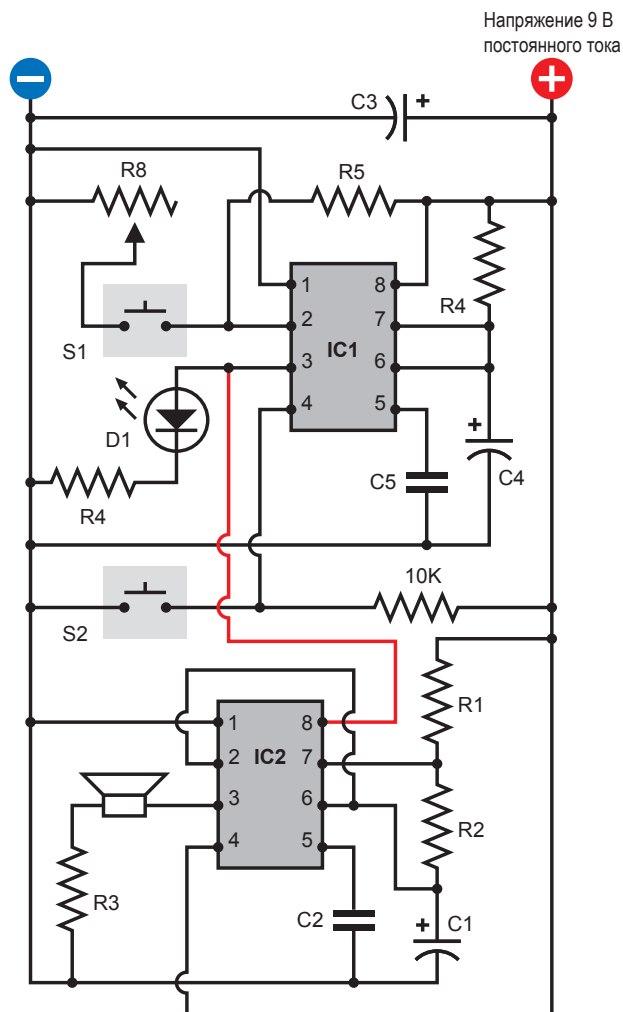 Напряжение 9 В
постоянного тока
− +
C3 +
R8
R5
R4
S1
1 8
2 7
IC1
3 6
4 5
D1
+
C4
C5
R4
10K
S2
R1
1 8
2 IC2 7
3 6
4 5
R2
R3
C2
+ C1